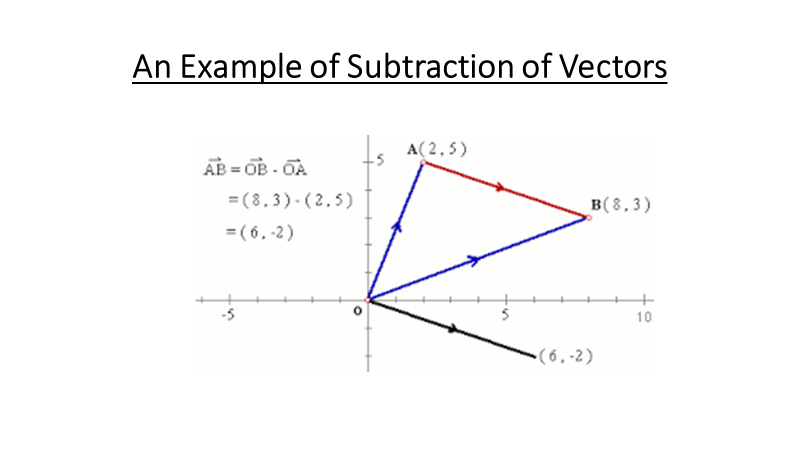 An Example of Subtraction of Vectors
A(2,5)
5
AB = OB - OA
=(8,3)-(2,5)
=(6,-2)
B(8,3)
O
-5
5
10
(6,-2)